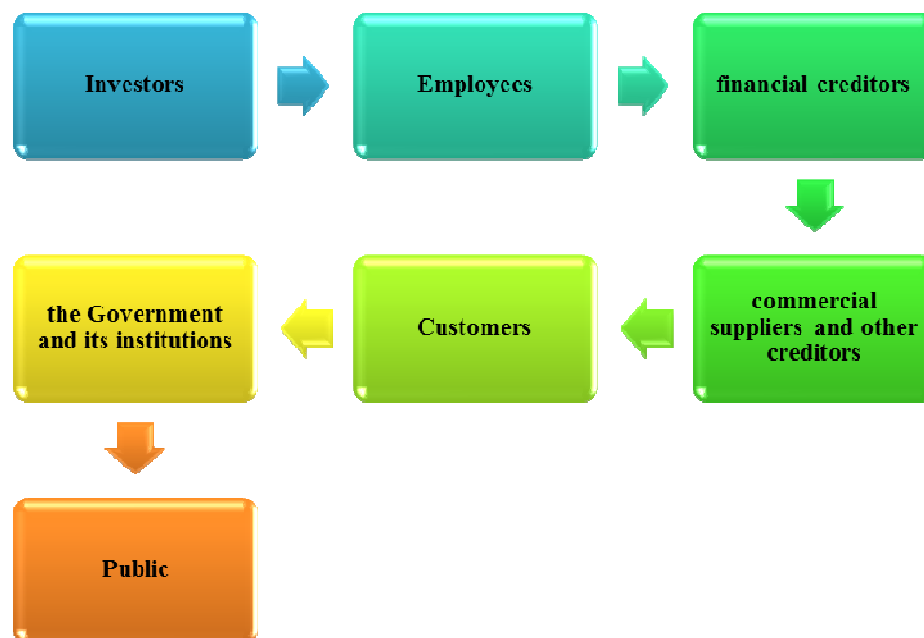 Investors
Employees
financial creditors
commercial
suppliers and other
creditors
Customers
the Government
and its institutions
Public